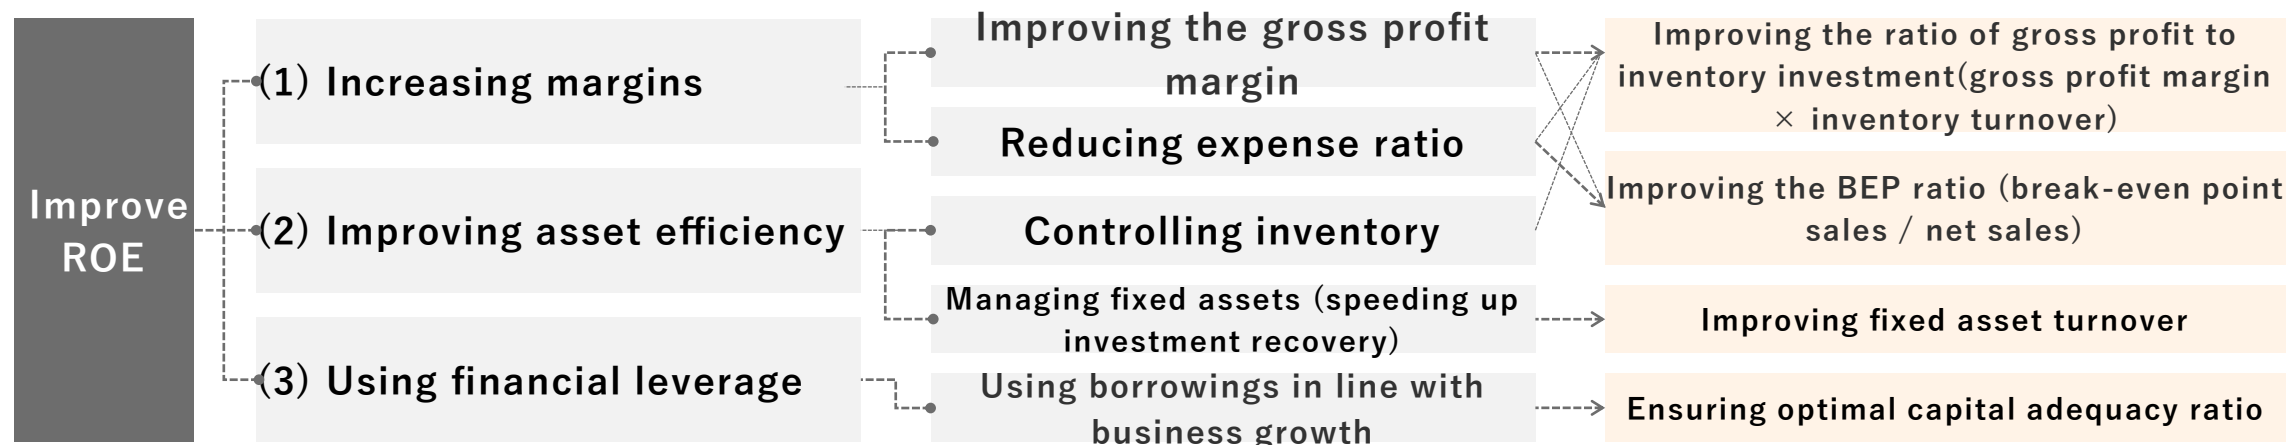 Improve
ROE
(1) Increasing margins
(2) Improving asset efficiency
(3) Using financial leverage
Improving the gross profit
margin
Reducing expense ratio
Controlling inventory
Managing fixed assets (speeding up
investment recovery)
Using borrowings in line with
business growth
Improving the ratio of gross profit to
inventory investment(gross profit margin
× inventory turnover)
Improving the BEP ratio (break-even point
sales / net sales)
Improving fixed asset turnover
Ensuring optimal capital adequacy ratio